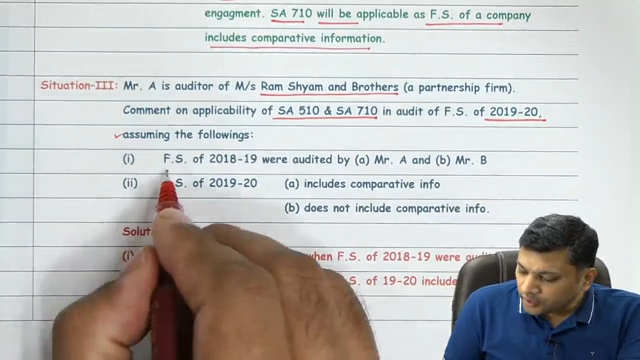 engagment. SA 710 will be applicable as F.S. of a company
includes comparative information.
Situation-III: Mr. A is auditor of M/s Ram Shyam and Brothers (a partnership firm).
Comment on applicability of SA 510 & SA 710 in audit of F.S. of 2019-20,
assuming the followings:
(i) F.S. of 2018-19 were audited by (a) Mr. A and (b) Mr. B
(ii) F.S. of 2019-20 (a) includes comparative info
(b) does not include comparative info.
(i) when F.S. of 2018-19 were
F.S. of 19-20